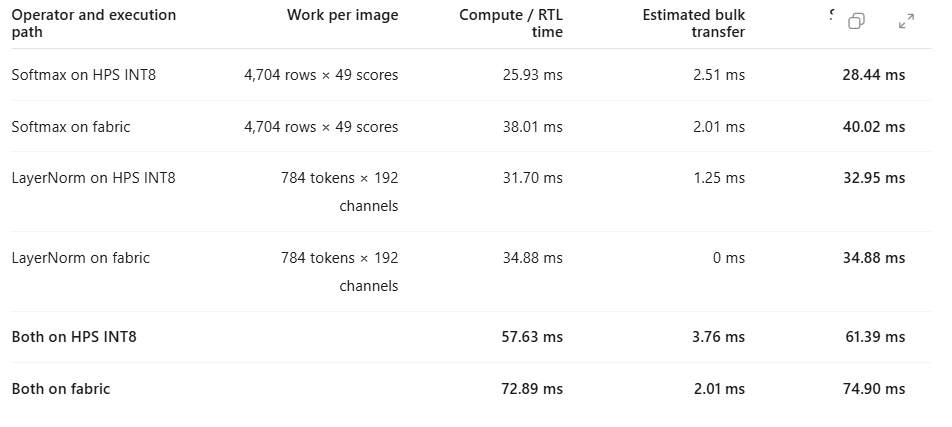 Operator and execution path Work per image Compute / RTL time Estimated bulk transfer
Softmax on HPS INT8 4,704 rows × 49 scores 25.93 ms 2.51 ms 28.44 ms
Softmax on fabric 4,704 rows × 49 scores 38.01 ms 2.01 ms 40.02 ms
LayerNorm on HPS INT8 784 tokens × 192 channels 31.70 ms 1.25 ms 32.95 ms
LayerNorm on fabric 784 tokens × 192 channels 34.88 ms 0 ms 34.88 ms
Both on HPS INT8 57.63 ms 3.76 ms 61.39 ms
Both on fabric 72.89 ms 2.01 ms 74.90 ms